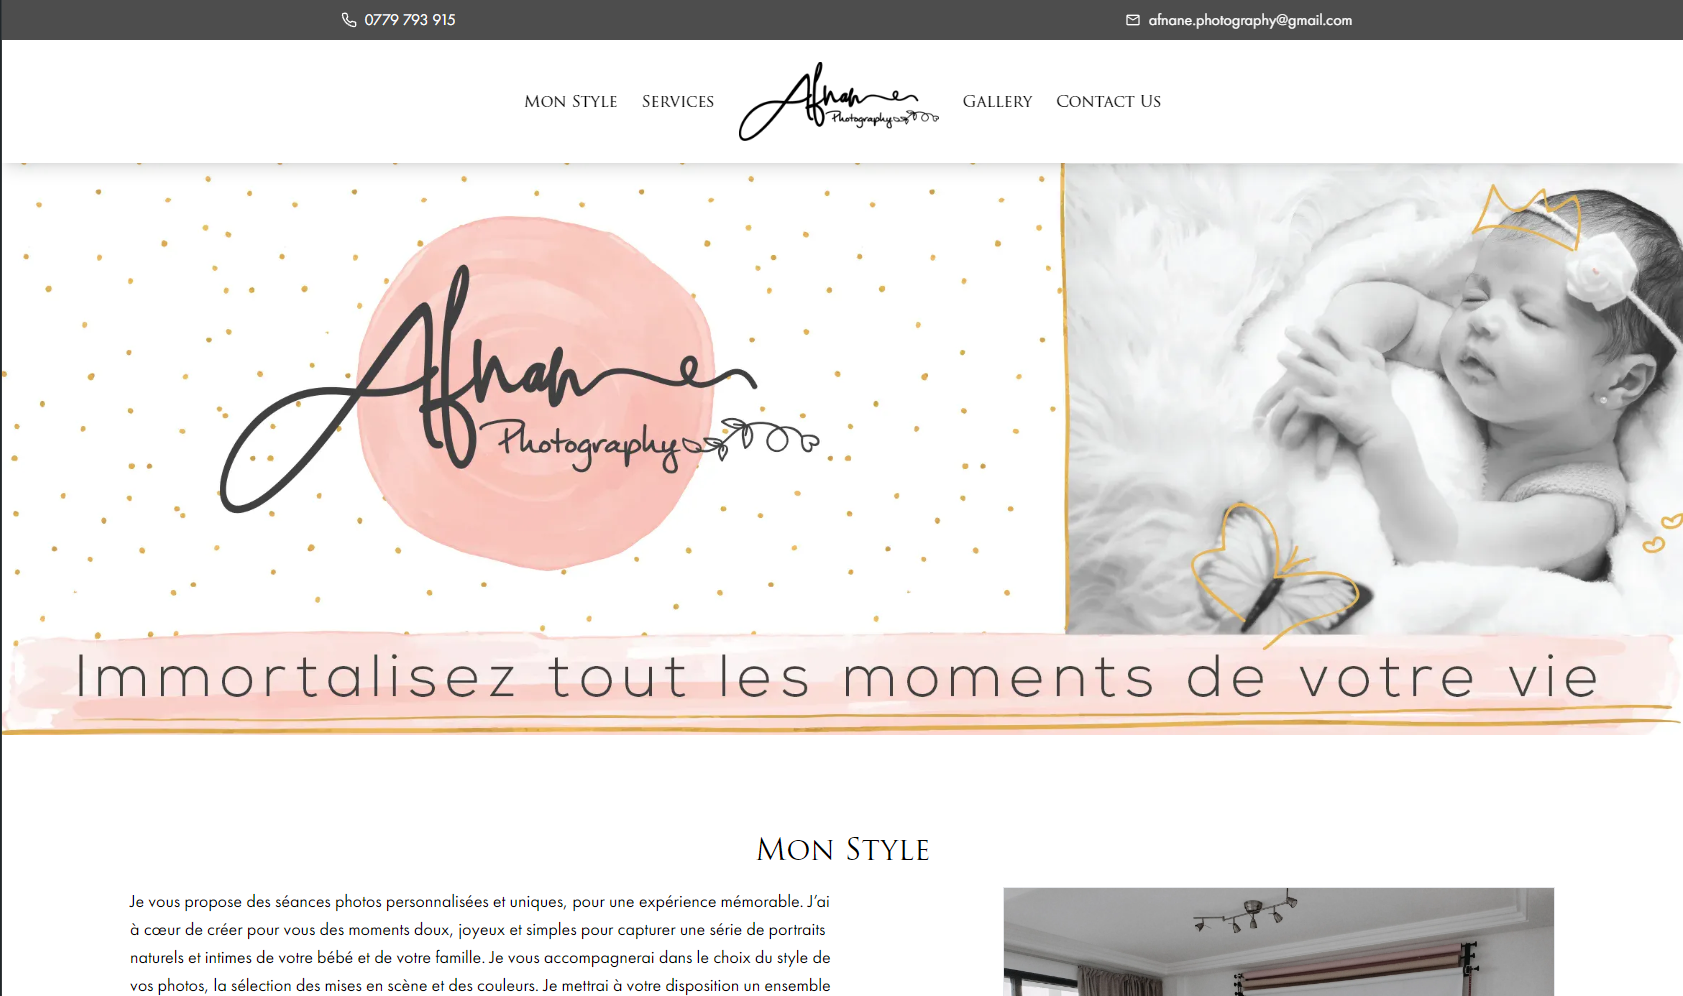 0779 793 915
afnane.photography@gmail.com
Mon Style
Services
Afnane
Photography
Gallery
Contact Us
Afnane
Photography
Immortalisez tout les moments de votre vie
Mon Style
Je vous propose des séances photos personnalisées et uniques, pour une expérience mémorable. J’ai
à cœur de créer pour vous des moments doux, joyeux et simples pour capturer une série de portraits
naturels et intimes de votre bébé et de votre famille. Je vous accompagnerai dans le choix du style de
vos photos, la sélection des mises en scène et des couleurs. Je mettrai à votre disposition un ensemble